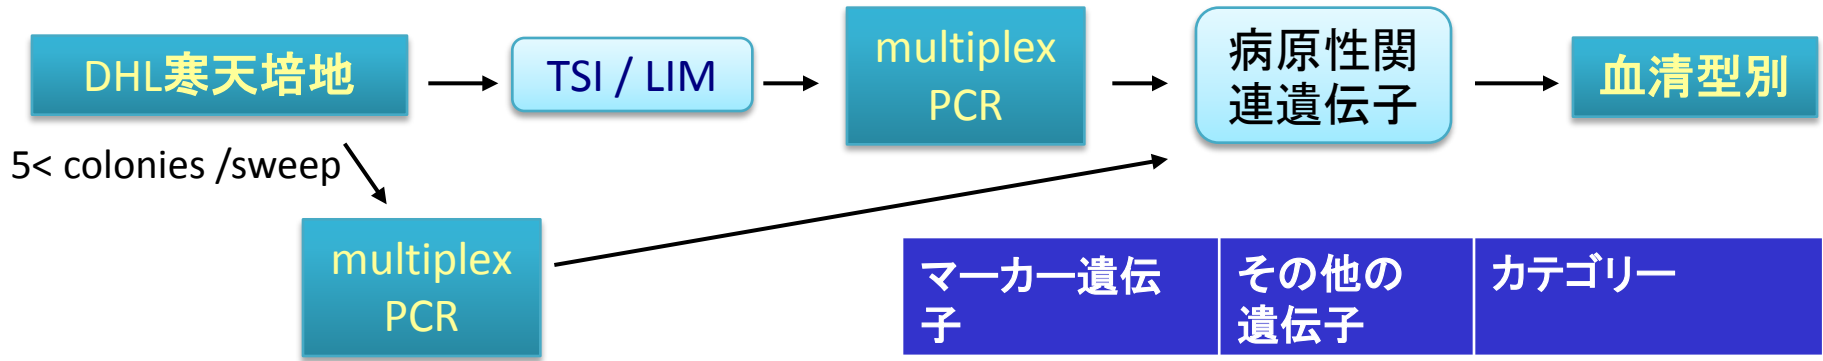 DHL寒天培地
TSI / LIM
multiplex
PCR
病原性関
連遺伝子
血清型別
5< colonies /sweep
multiplex
PCR
マーカー遺伝
子
その他の
遺伝子
カテゴリー